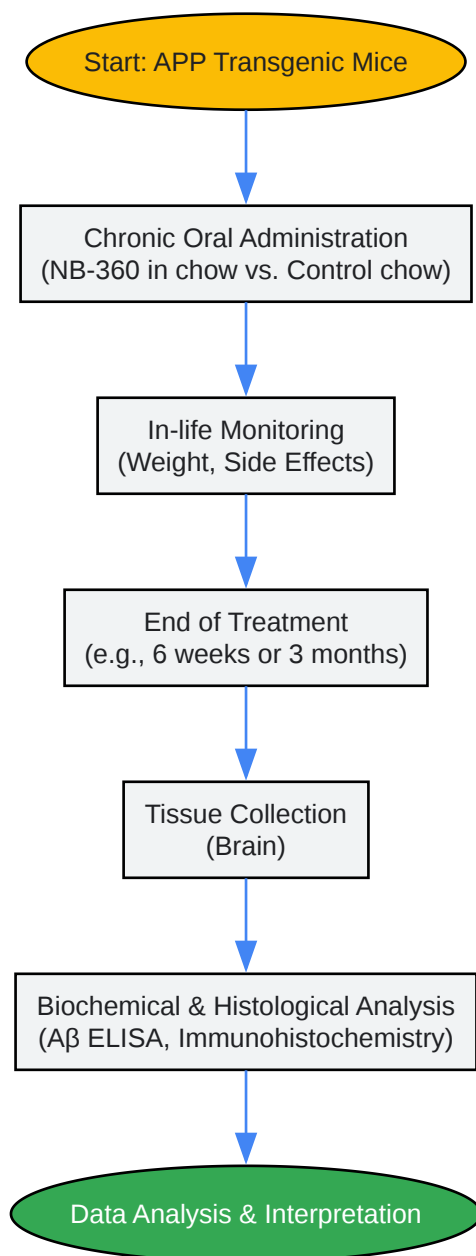 Start: APP Transgenic Mice
Chronic Oral Administration
(NB-360 in chow vs. Control chow)
In-life Monitoring
(Weight, Side Effects)
End of Treatment
(e.g., 6 weeks or 3 months)
Tissue Collection
(Brain)
Biochemical & Histological Analysis
(Aβ ELISA, Immunohistochemistry)
Data Analysis & Interpretation